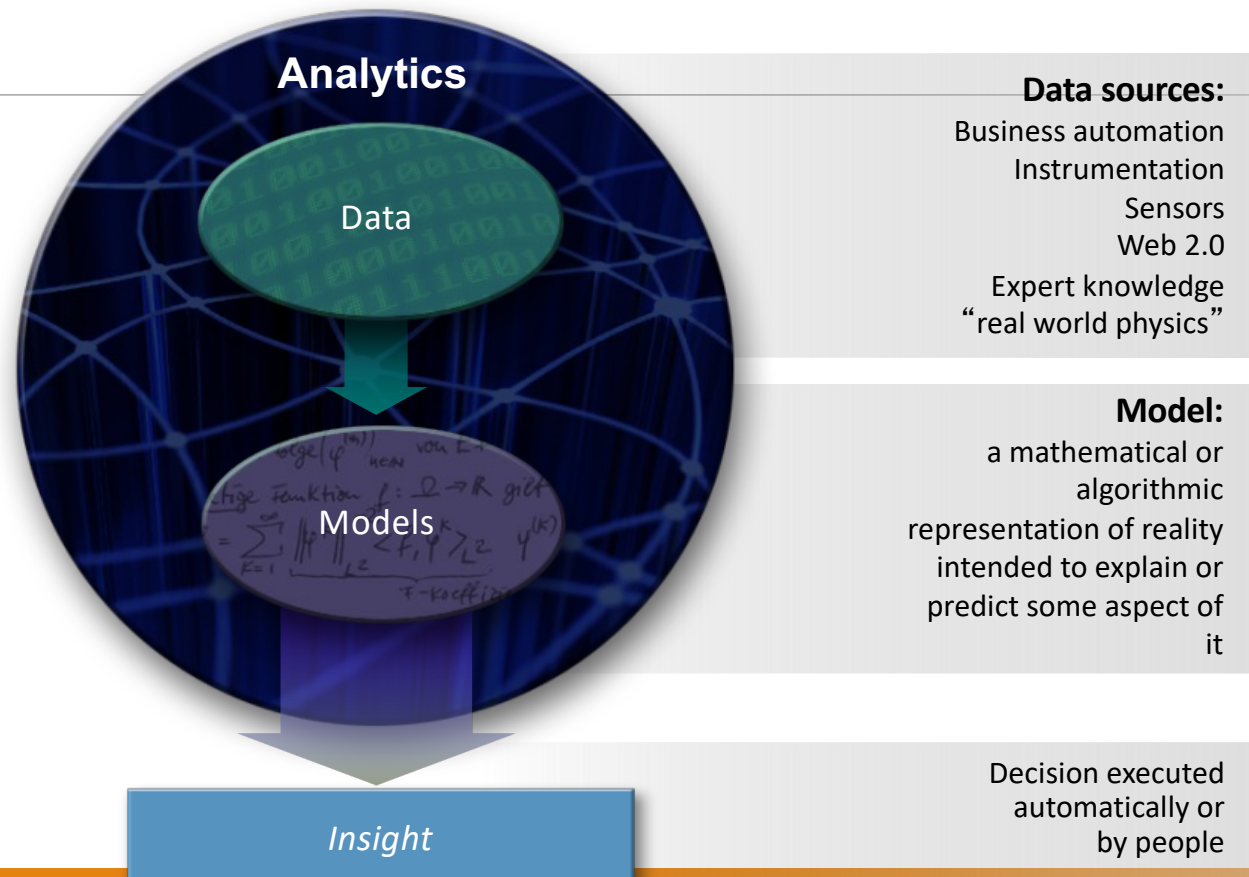 Analytics
Data
Models
Insight
Data sources:
Business automation
Instrumentation
Sensors
Web 2.0
Expert knowledge
“real world physics”
Model:
a mathematical or
algorithmic
representation of reality
intended to explain or
predict some aspect of
it
Decision executed
automatically or
by people